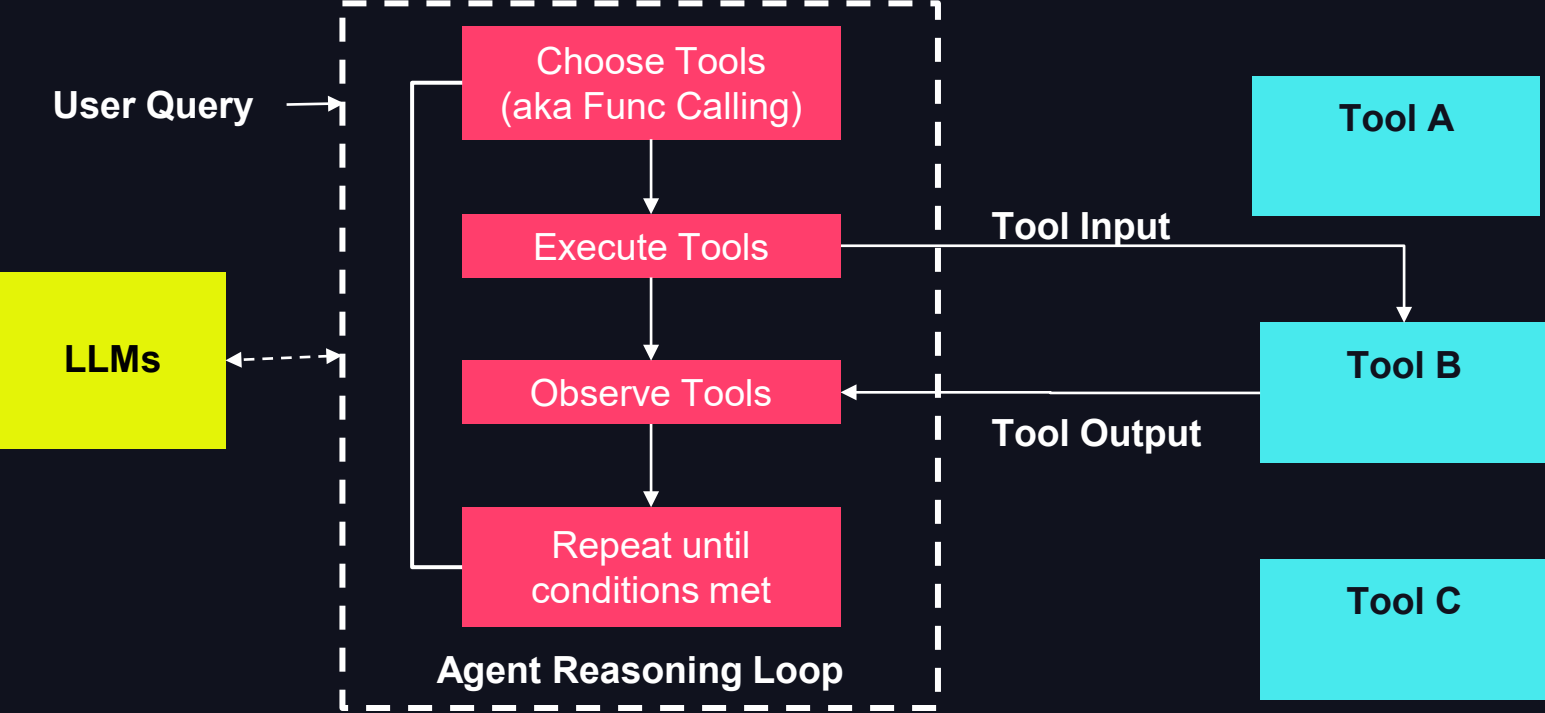 User Query
LLMs
Choose Tools
(aka Func Calling)
Execute Tools
Observe Tools
Repeat until
conditions met
Agent Reasoning Loop
Tool Input
Tool Output
Tool A
Tool B
Tool C